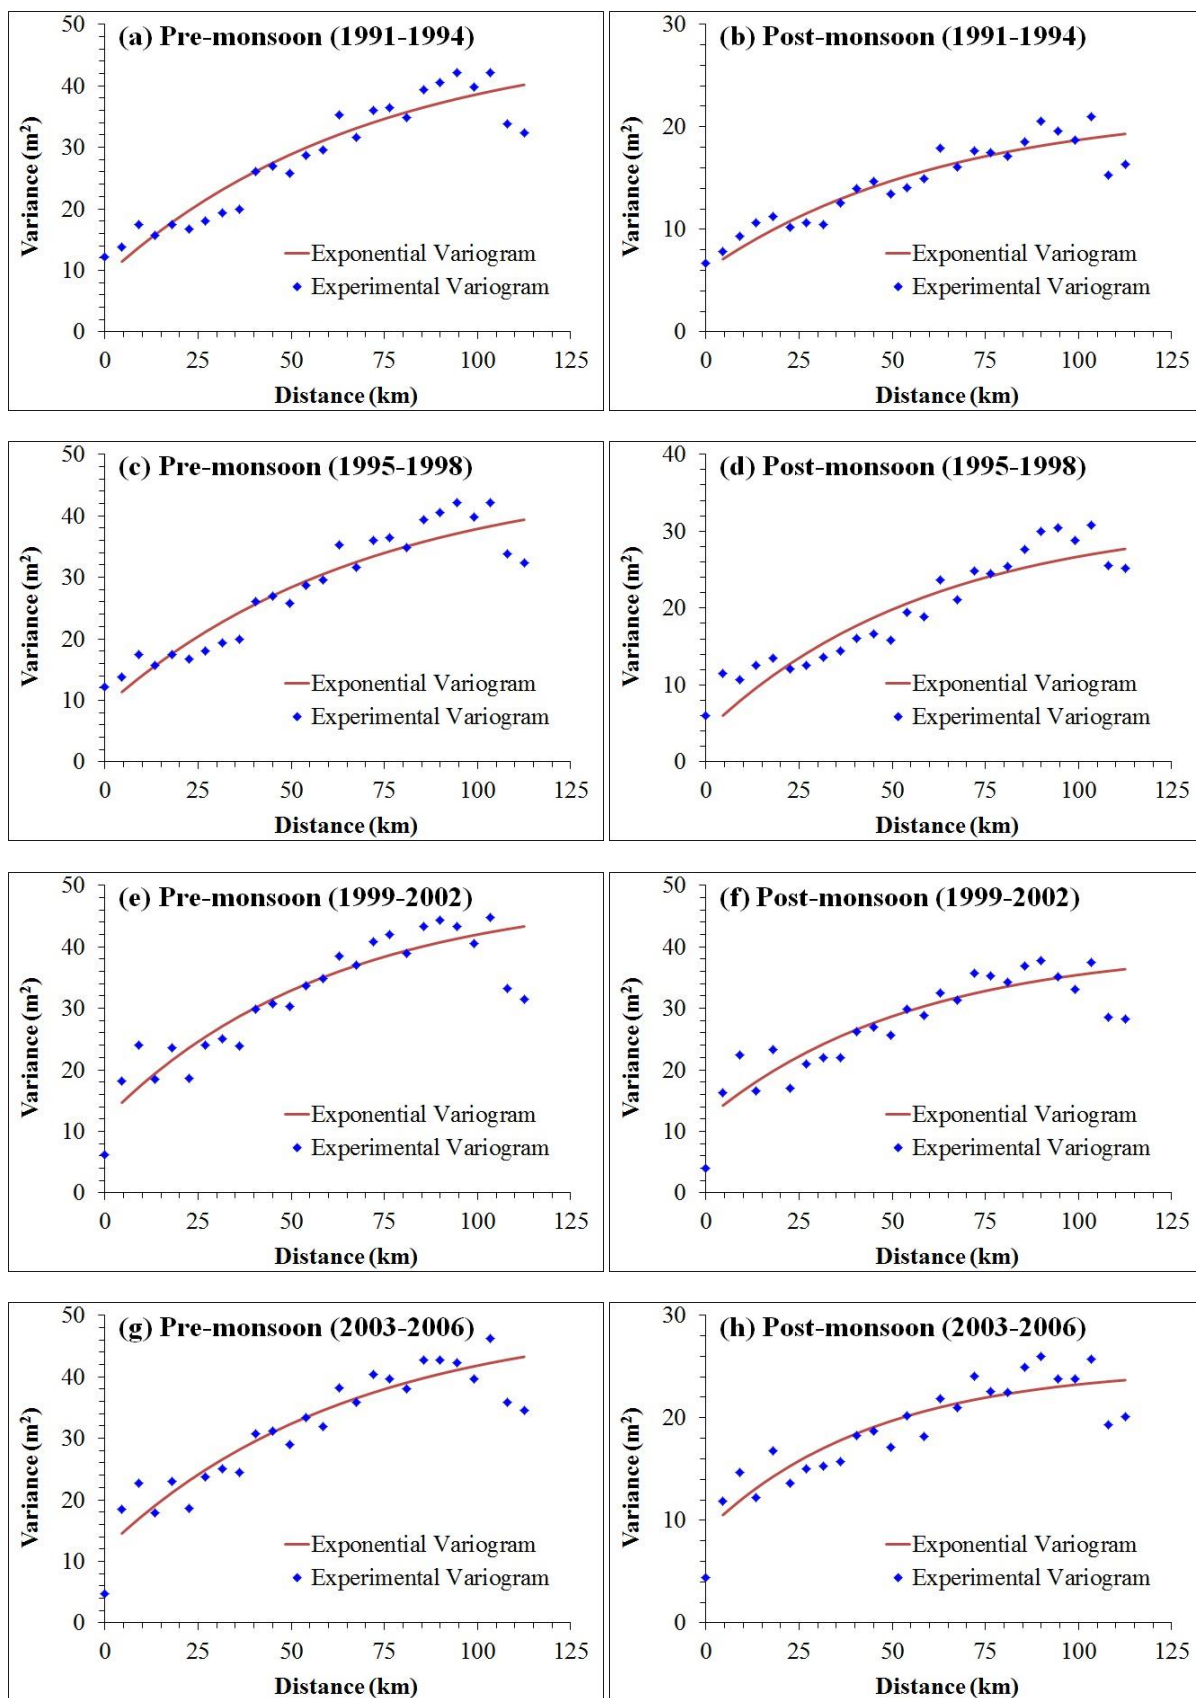 (a) Pre-monsoon (1991-1994)
50
40
30
20
10
0
Variance (m²)
Exponential Variogram
Experimental Variogram
0 25 50 75 100 125
Distance (km)
(b) Post-monsoon (1991-1994)
30
20
10
0
Variance (m²)
Exponential Variogram
Experimental Variogram
0 25 50 75 100 125
Distance (km)
(c) Pre-monsoon (1995-1998)
50
40
30
20
10
0
Variance (m²)
Exponential Variogram
Experimental Variogram
0 25 50 75 100 125
Distance (km)
(d) Post-monsoon (1995-1998)
40
30
20
10
0
Variance (m²)
Exponential Variogram
Experimental Variogram
0 25 50 75 100 125
Distance (km)
(e) Pre-monsoon (1999-2002)
50
40
30
20
10
0
Variance (m²)
Exponential Variogram
Experimental Variogram
0 25 50 75 100 125
Distance (km)
(f) Post-monsoon (1999-2002)
50
40
30
20
10
0
Variance (m²)
Exponential Variogram
Experimental Variogram
0 25 50 75 100 125
Distance (km)
(g) Pre-monsoon (2003-2006)
50
40
30
20
10
0
Variance (m²)
Exponential Variogram
Experimental Variogram
0 25 50 75 100 125
Distance (km)
(h) Post-monsoon (2003-2006)
30
20
10
0
Variance (m²)
Exponential Variogram
Experimental Variogram
0 25 50 75 100 125
Distance (km)